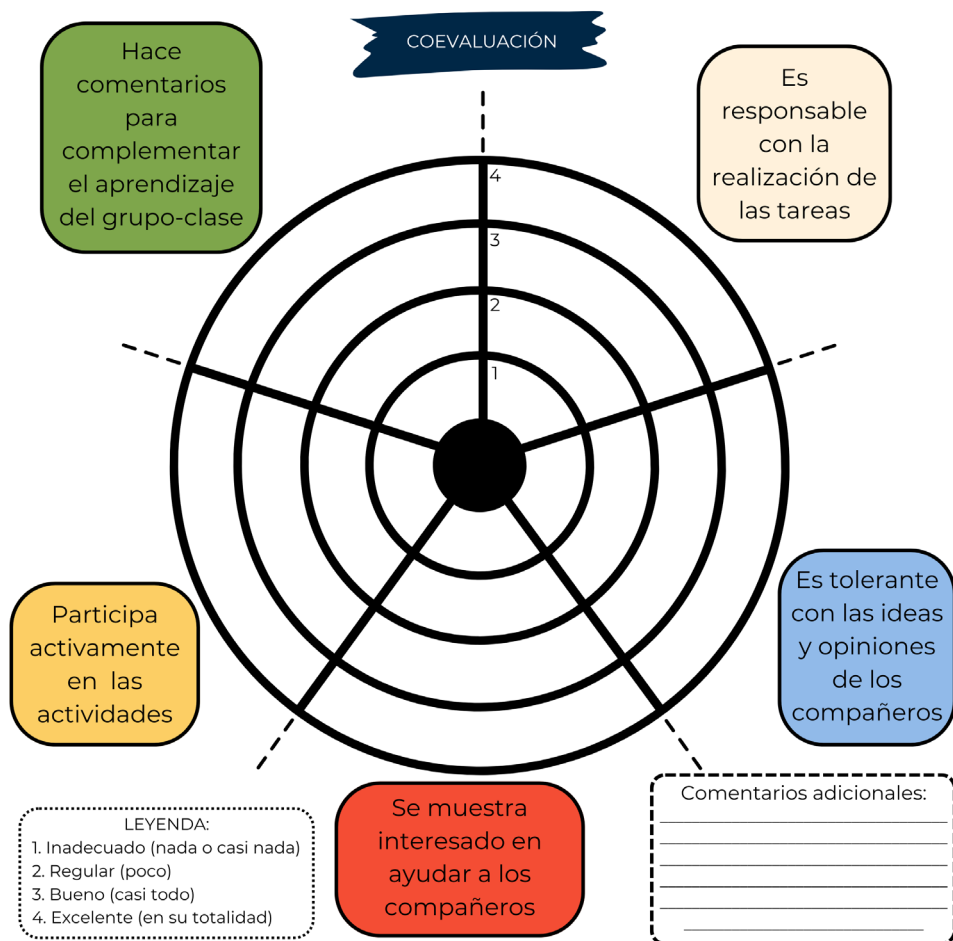 COEVALUACIÓN
Hace
comentarios
para
complementar
el aprendizaje
del grupo-clase
Es
responsable
con la
realización de
las tareas
4
3
2
1
Participa
activamente
en las
actividades
Es tolerante
con las ideas
y opiniones
de los
compañeros
Se muestra
interesado en
ayudar a los
compañeros
LEYENDA:
1. Inadecuado (nada o casi nada)
2. Regular (poco)
3. Bueno (casi todo)
4. Excelente (en su totalidad)
Comentarios adicionales: